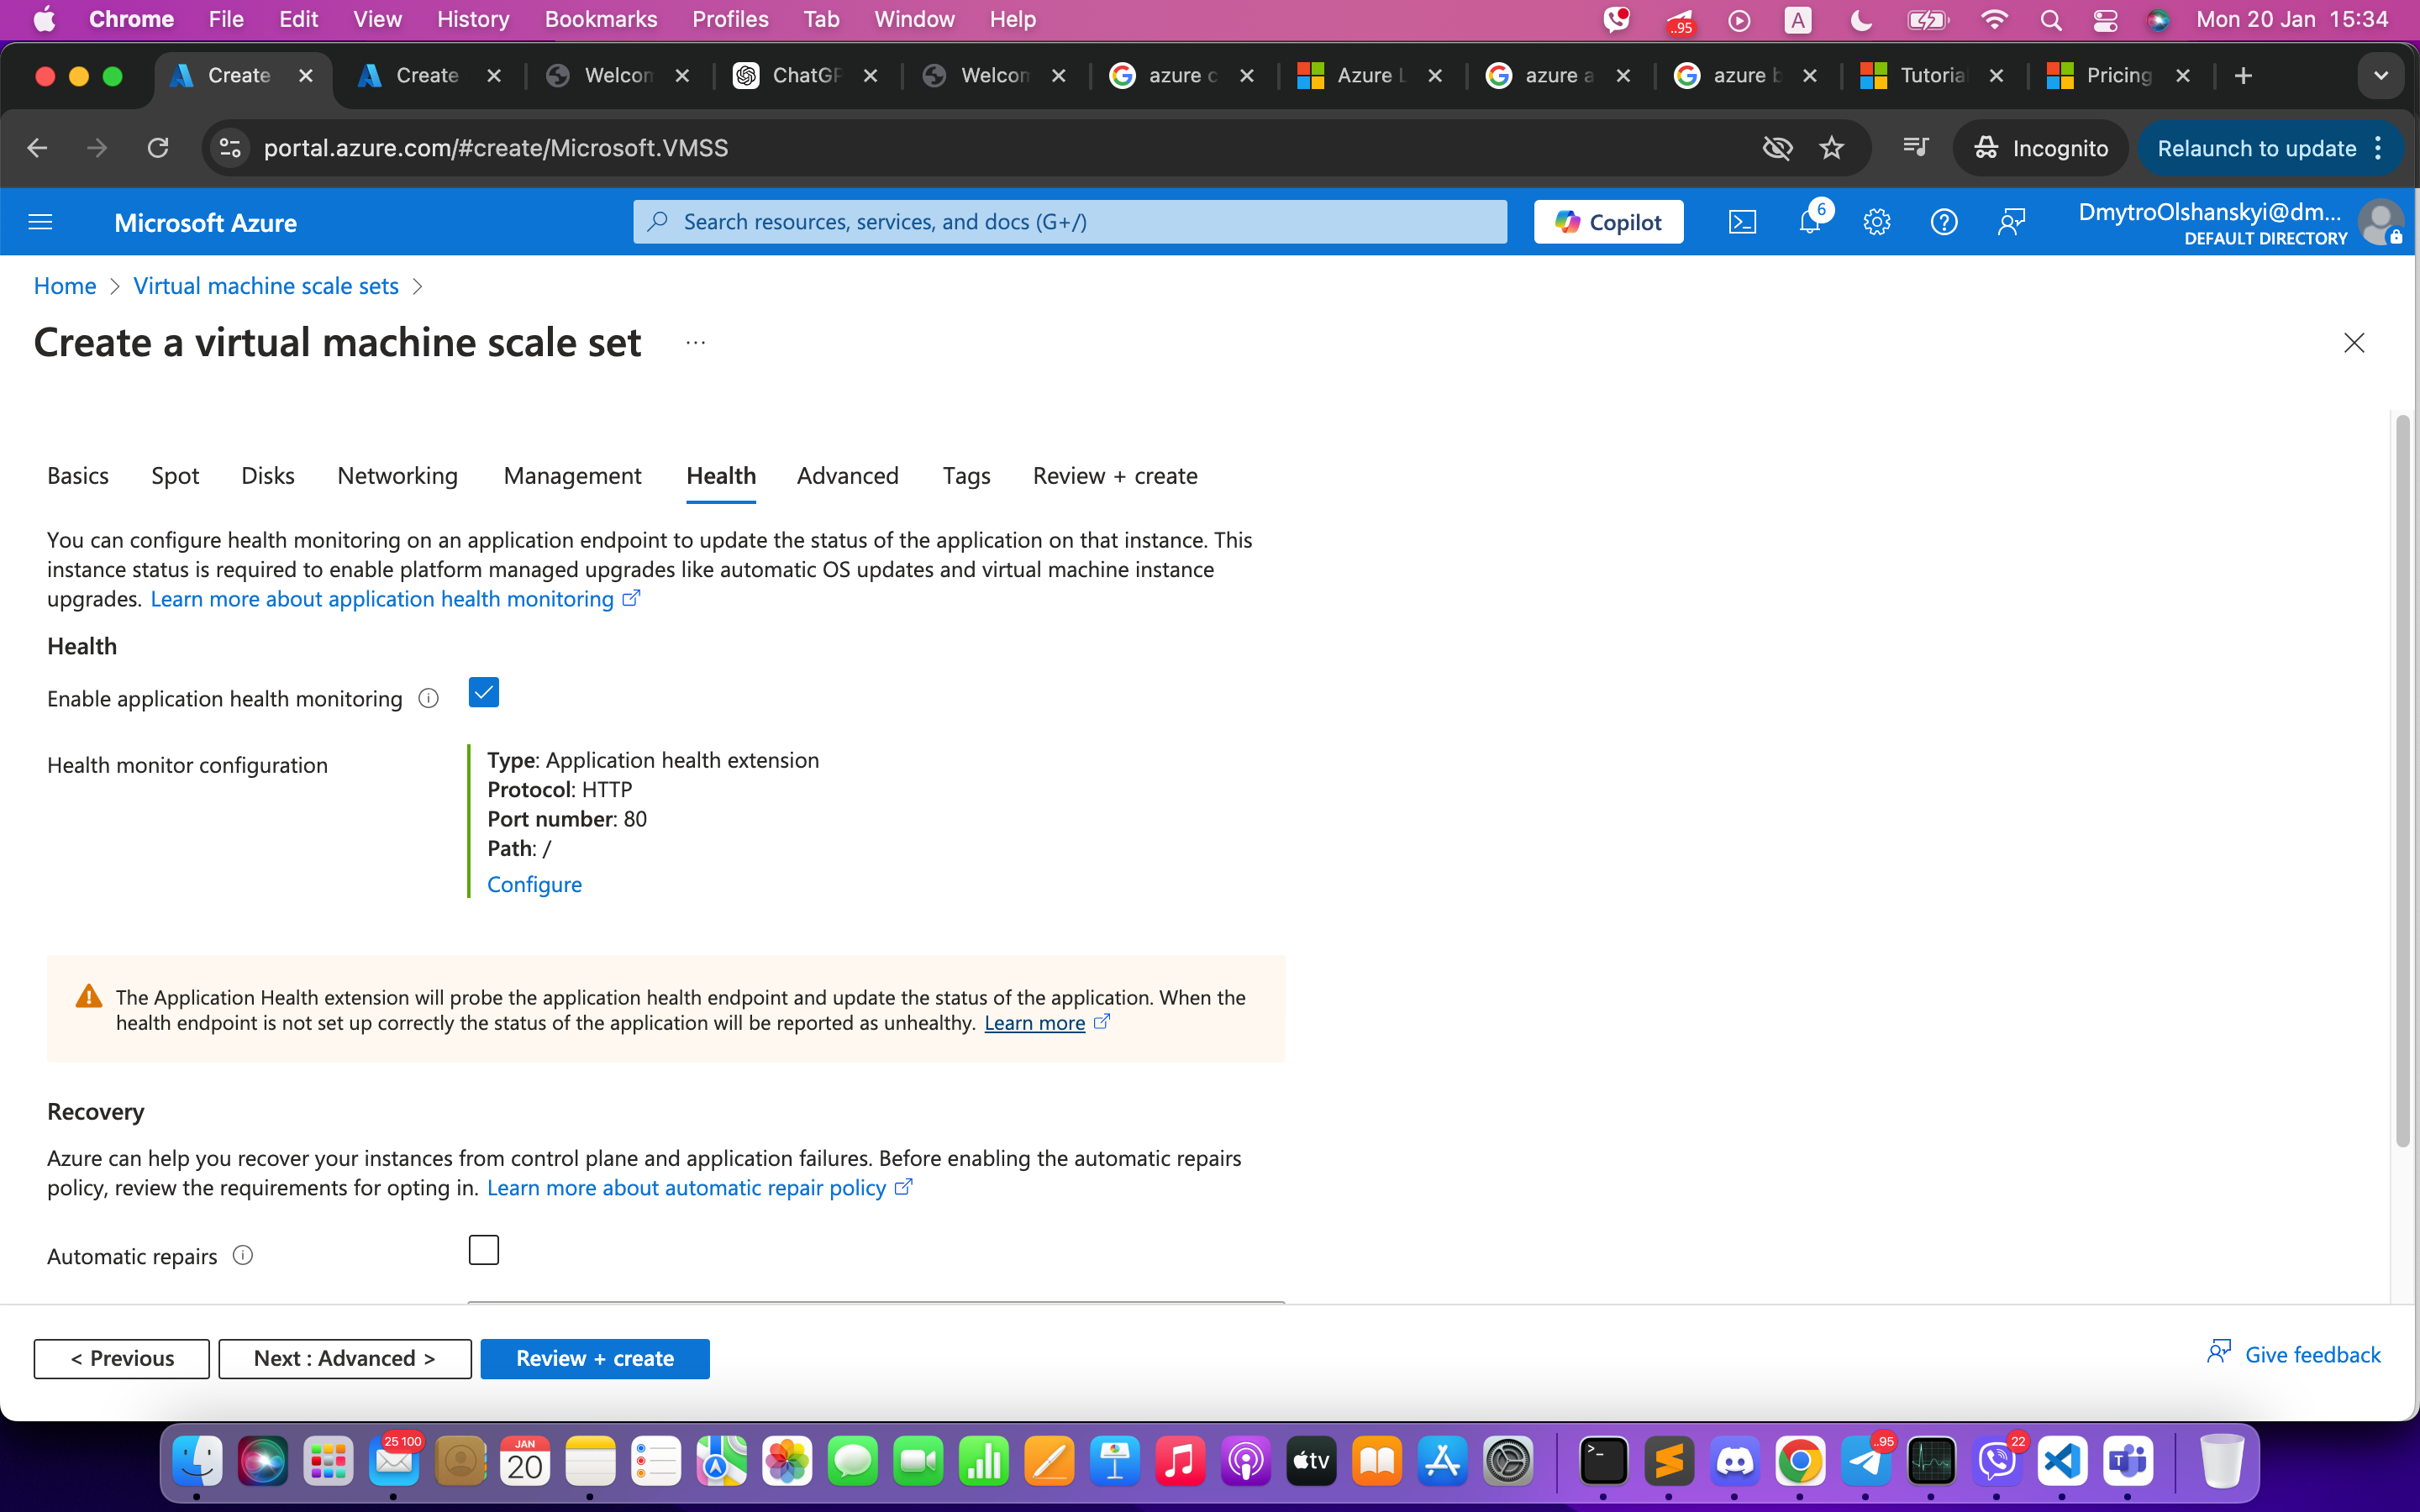 Chrome File Edit View History Bookmarks Profiles Tab Window Help ..95 A Mon 20 Jan 15:34
Create Create Welcom ChatGP Welcom azure c Azure L azure a azure b Tutorial Pricing
portal.azure.com/#create/Microsoft.VMSS Incognito Relaunch to update
Microsoft Azure Search resources, services, and docs (G+/) Copilot 6 DmytroOlshanskyi@dm...
DEFAULT DIRECTORY
Home > Virtual machine scale sets >
Create a virtual machine scale set ...
Basics Spot Disks Networking Management Health Advanced Tags Review + create
You can configure health monitoring on an application endpoint to update the status of the application on that instance. This
instance status is required to enable platform managed upgrades like automatic OS updates and virtual machine instance
upgrades. Learn more about application health monitoring
Health
Enable application health monitoring
Health monitor configuration
Type: Application health extension
Protocol: HTTP
Port number: 80
Path: /
Configure
The Application Health extension will probe the application health endpoint and update the status of the application. When the
health endpoint is not set up correctly the status of the application will be reported as unhealthy. Learn more
Recovery
Azure can help you recover your instances from control plane and application failures. Before enabling the automatic repairs
policy, review the requirements for opting in. Learn more about automatic repair policy
Automatic repairs
< Previous Next : Advanced > Review + create Give feedback
25 100 JAN 20 tv ..95 22